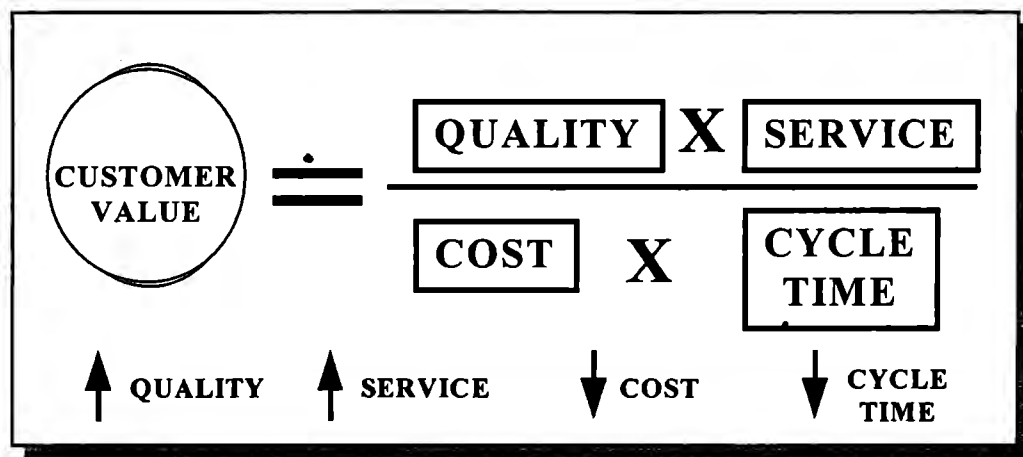 QUALITY X SERVICE
CUSTOMER
VALUE
=
COST X CYCLE
TIME
QUALITY SERVICE COST CYCLE
TIME